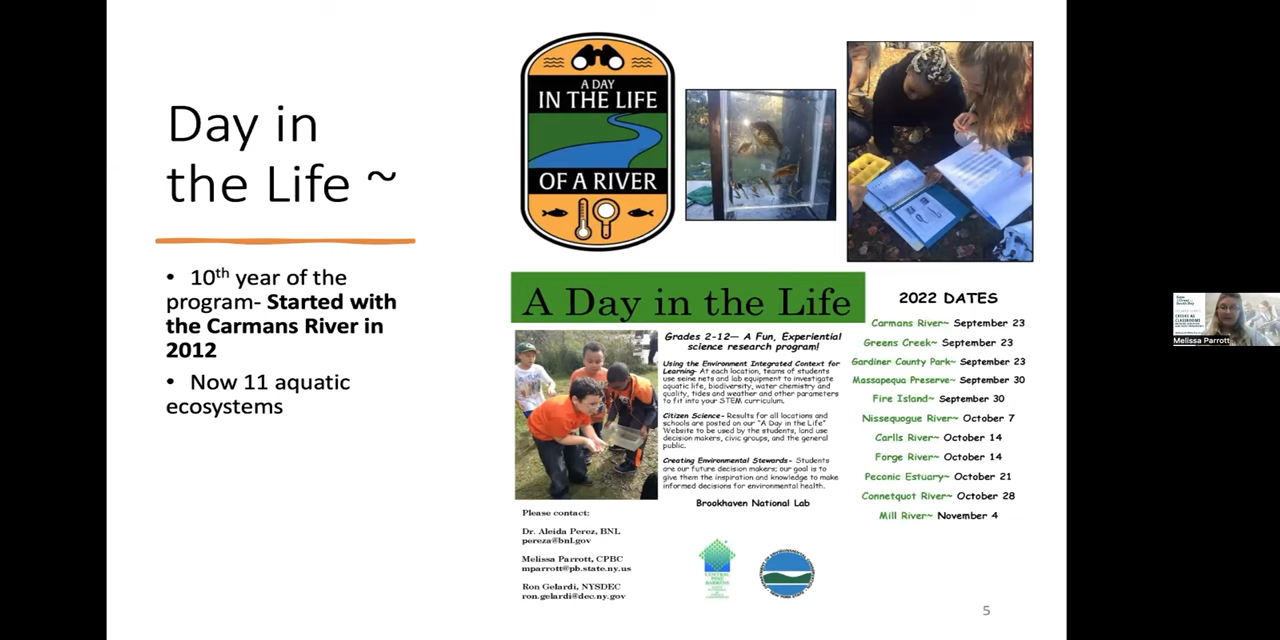 Day in
the Life ~
• 10th year of the
program- Started with
the Carmans River in
2012
• Now 11 aquatic
ecosystems
A DAY
IN THE LIFE
OF A RIVER
A Day in the Life
Grades 2-12— A Fun, Experiential
science research program!
Using the Environment Integrated Context for
Learning- At each location, teams of students
use seine nets and lab equipment to investigate
aquatic life, biodiversity, water chemistry and
quality, tides and weather and other parameters
to fit into your STEM curriculum.
Citizen Science- Results for all locations and
schools are posted on our "A Day in the Life"
Website to be used by the students, land use
decision makers, civic groups, and the general
public.
Creating Environmental Stewards- Students
are our future decision makers; our goal is to
give them the inspiration and knowledge to make
informed decisions for environmental health.
Brookhaven National Lab
Please contact:
Dr. Aleida Perez, BNL
pereza@bnl.gov
Melissa Parrott, CPBC
mparrott@pb.state.ny.us
Ron Gelardi, NYSDEC
ron.gelardi@dec.ny.gov
CENTRAL
PINE
BARRENS
2022 DATES
Carmans River~ September 23
Greens Creek~ September 23
Gardiner County Park~ September 23
Massapequa Preserve~ September 30
Fire Island~ September 30
Nissequogue River~ October 7
Carlls River~ October 14
Forge River~ October 14
Peconic Estuary~ October 21
Connetquot River~ October 28
Mill River~ November 4
5
Melissa Parrott